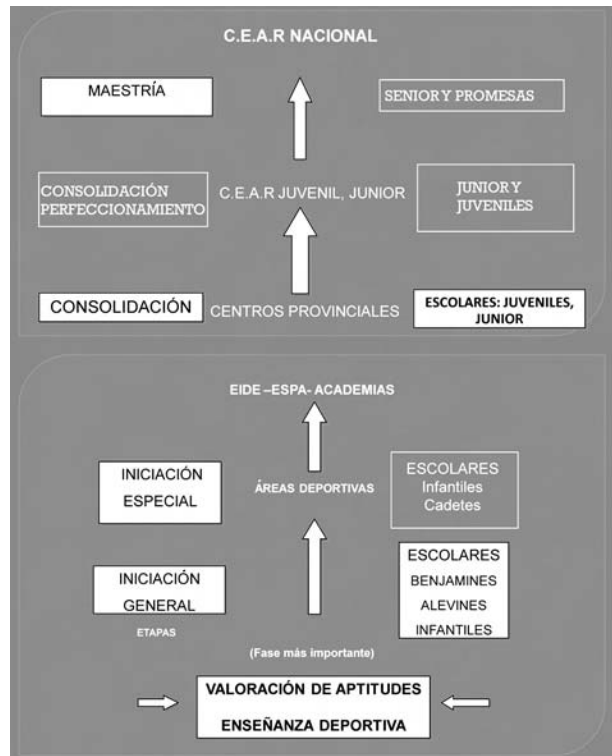 C.E.A.R NACIONAL
MAESTRÍA
SENIOR Y PROMESAS
CONSOLIDACIÓN
PERFECCIONAMIENTO
C.E.A.R JUVENIL, JUNIOR
JUNIOR Y
JUVENILES
CONSOLIDACIÓN
CENTROS PROVINCIALES
ESCOLARES: JUVENILES,
JUNIOR
EIDE –ESPA- ACADEMIAS
INICIACIÓN
ESPECIAL
ÁREAS DEPORTIVAS
ESCOLARES
Infantiles
Cadetes
INICIACIÓN
GENERAL
ETAPAS
ESCOLARES
BENJAMINES
ALEVINES
INFANTILES
(Fase más importante)
VALORACIÓN DE APTITUDES
ENSEÑANZA DEPORTIVA